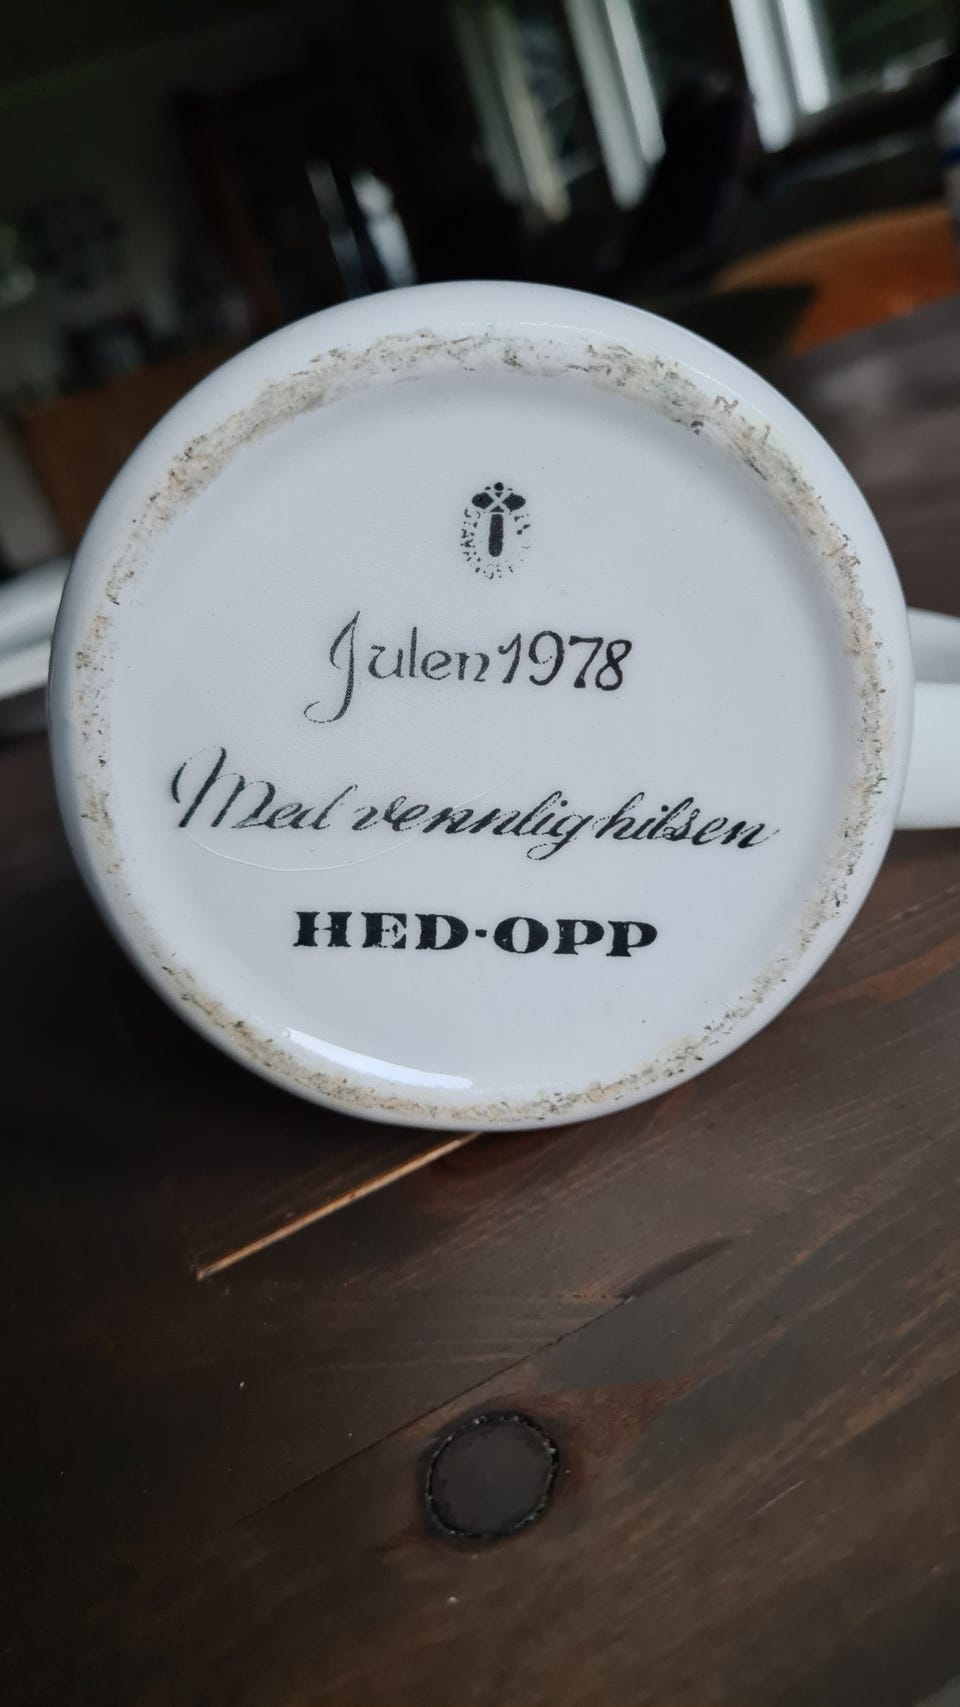 Julen 1978
Med vennlig hilsen
HED-OPP